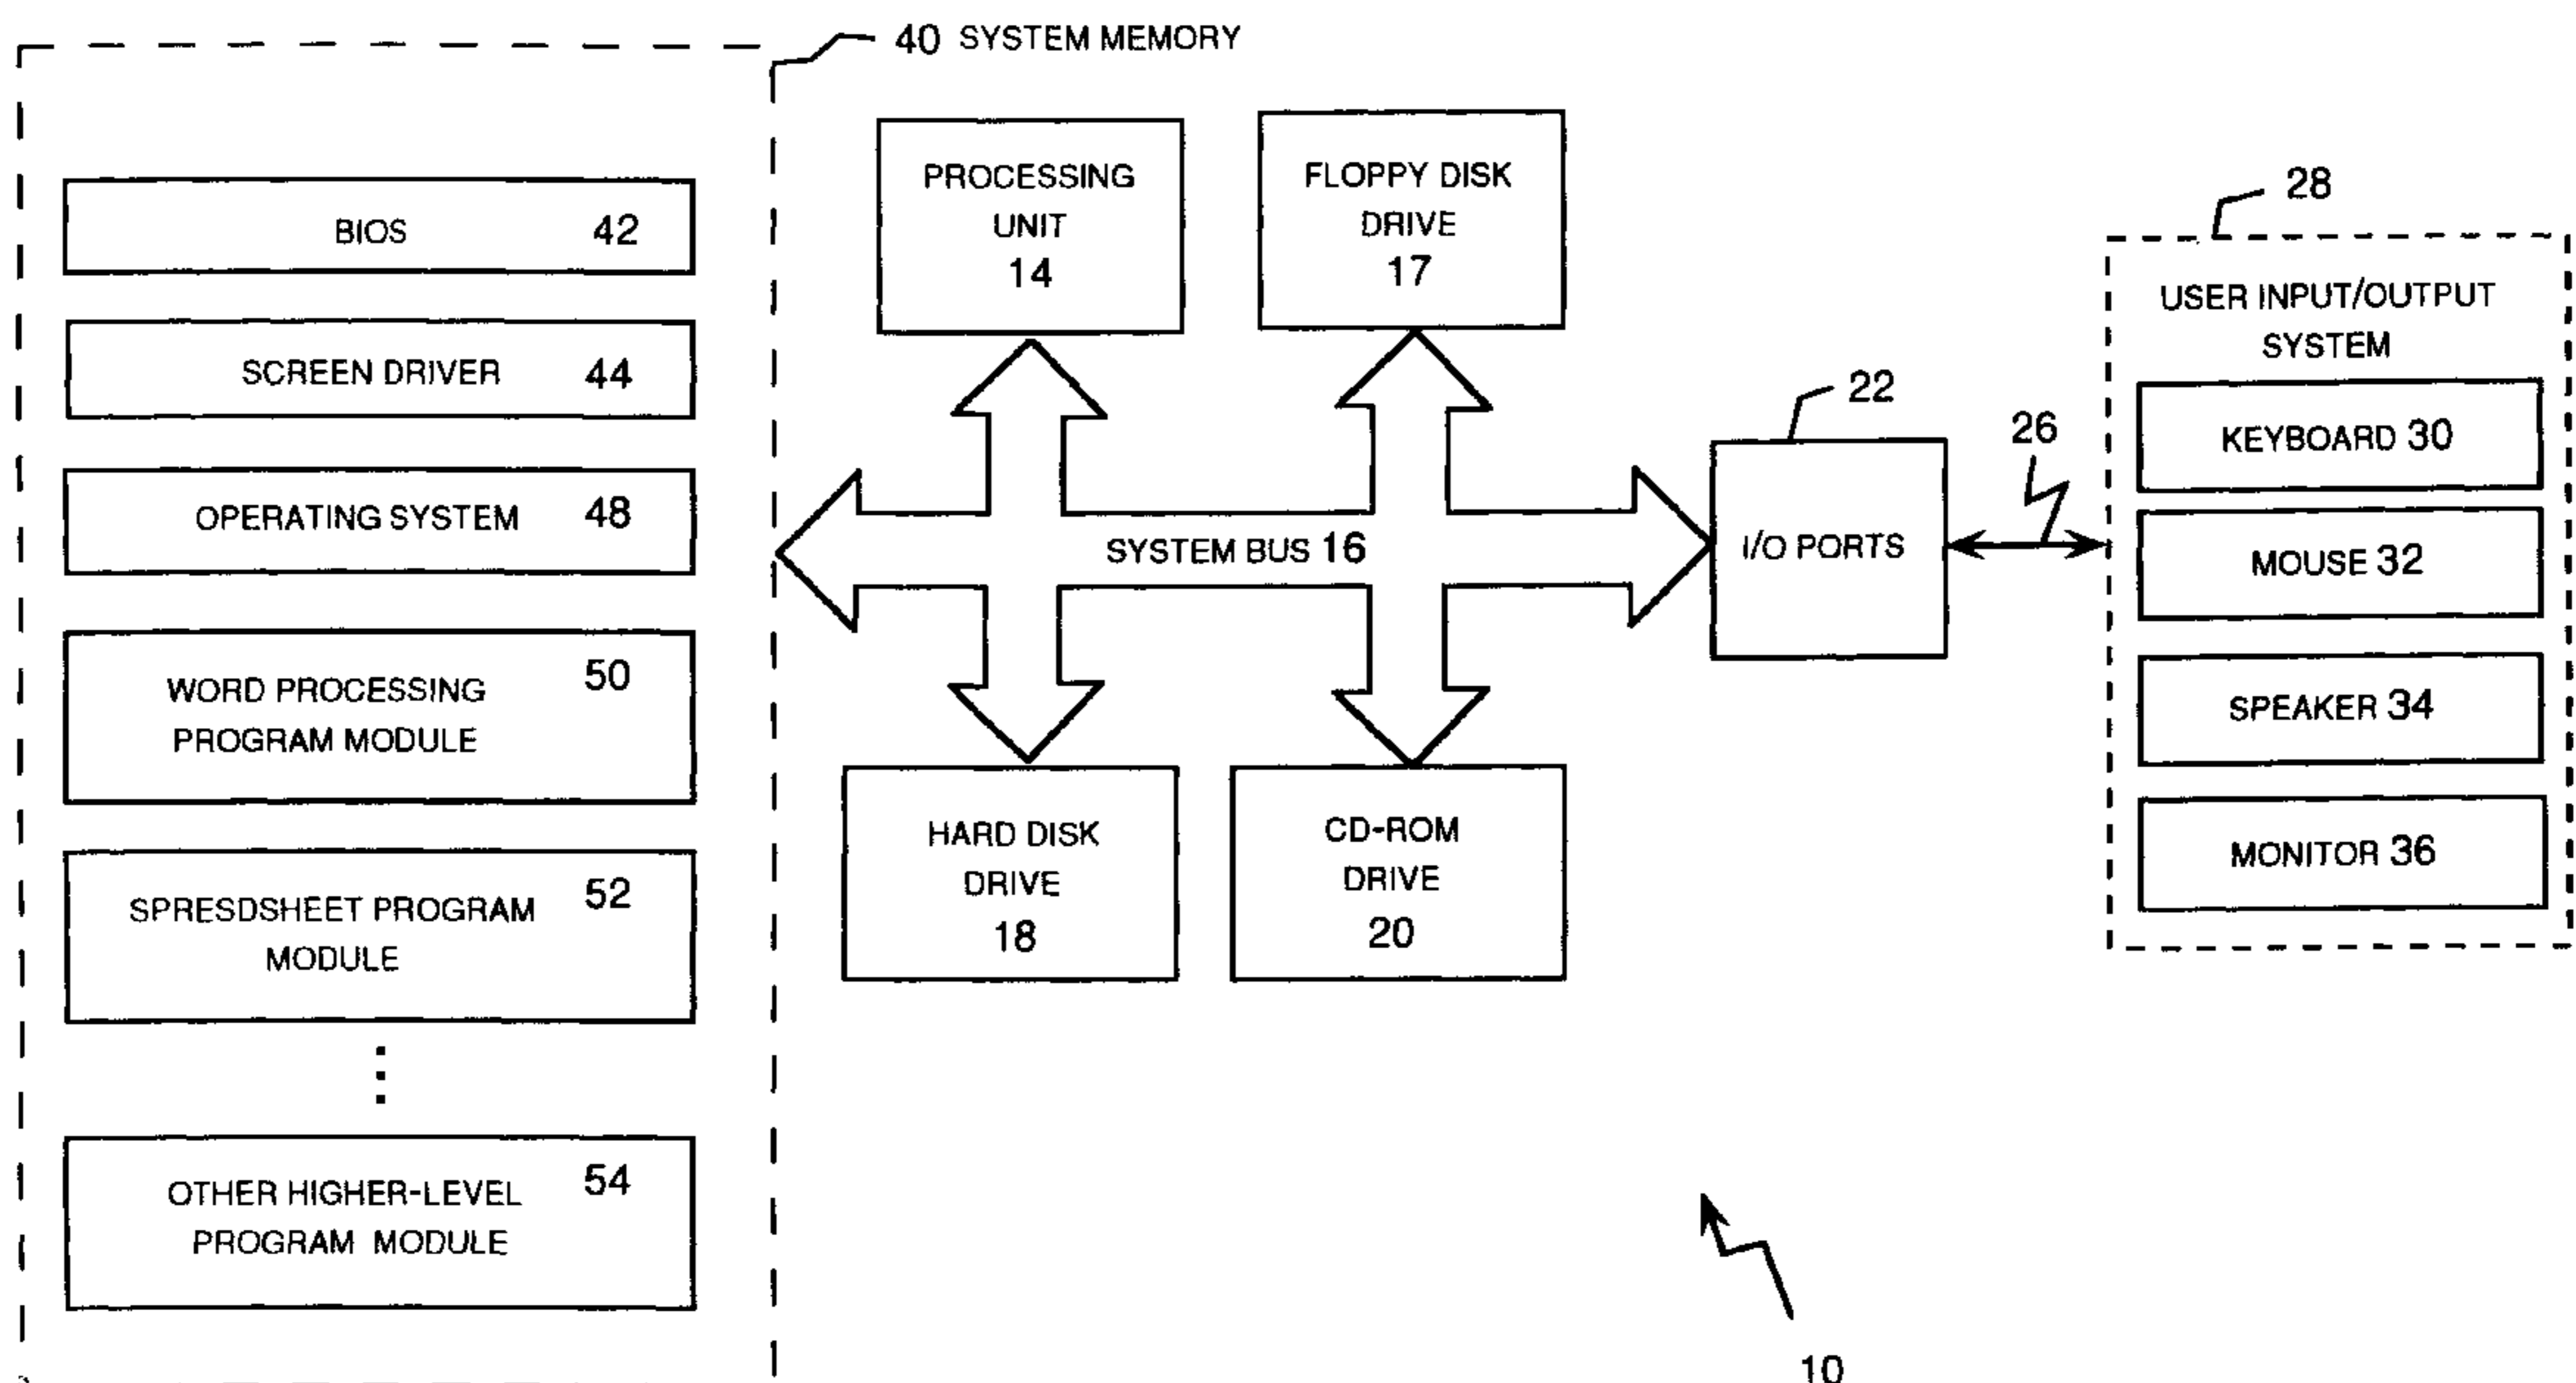 40 SYSTEM MEMORY
BIOS 42
SCREEN DRIVER 44
OPERATING SYSTEM 48
WORD PROCESSING 50
PROGRAM MODULE
SPRESDSHEET PROGRAM 52
MODULE
OTHER HIGHER-LEVEL 54
PROGRAM MODULE
PROCESSING
UNIT
14
FLOPPY DISK
DRIVE
17
SYSTEM BUS 16
HARD DISK
DRIVE
18
CD-ROM
DRIVE
20
22
I/O PORTS
26
28
USER INPUT/OUTPUT
SYSTEM
KEYBOARD 30
MOUSE 32
SPEAKER 34
MONITOR 36
10